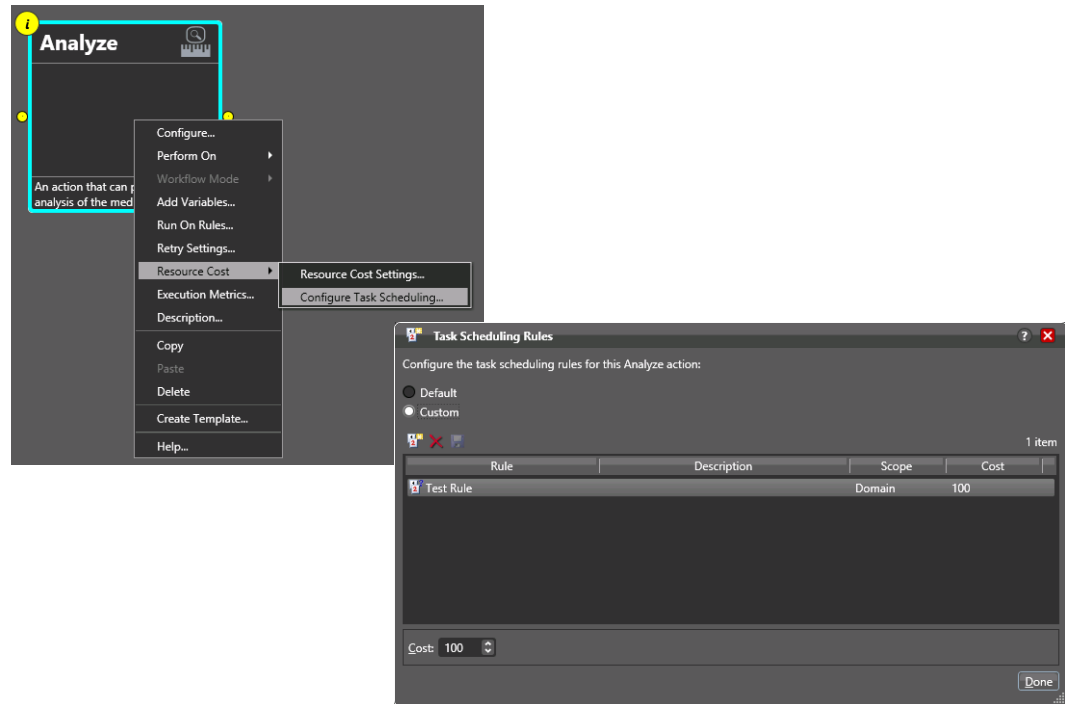 i
Analyze
An action that can p
analysis of the med
Configure...
Perform On
Workflow Mode
Add Variables...
Run On Rules...
Retry Settings...
Resource Cost
Execution Metrics...
Description...
Copy
Paste
Delete
Create Template...
Help...
Resource Cost Settings...
Configure Task Scheduling...
Task Scheduling Rules
?
Configure the task scheduling rules for this Analyze action:
Default
Custom
1 item
Rule Description Scope Cost
Test Rule Domain 100
Cost: 100
Done